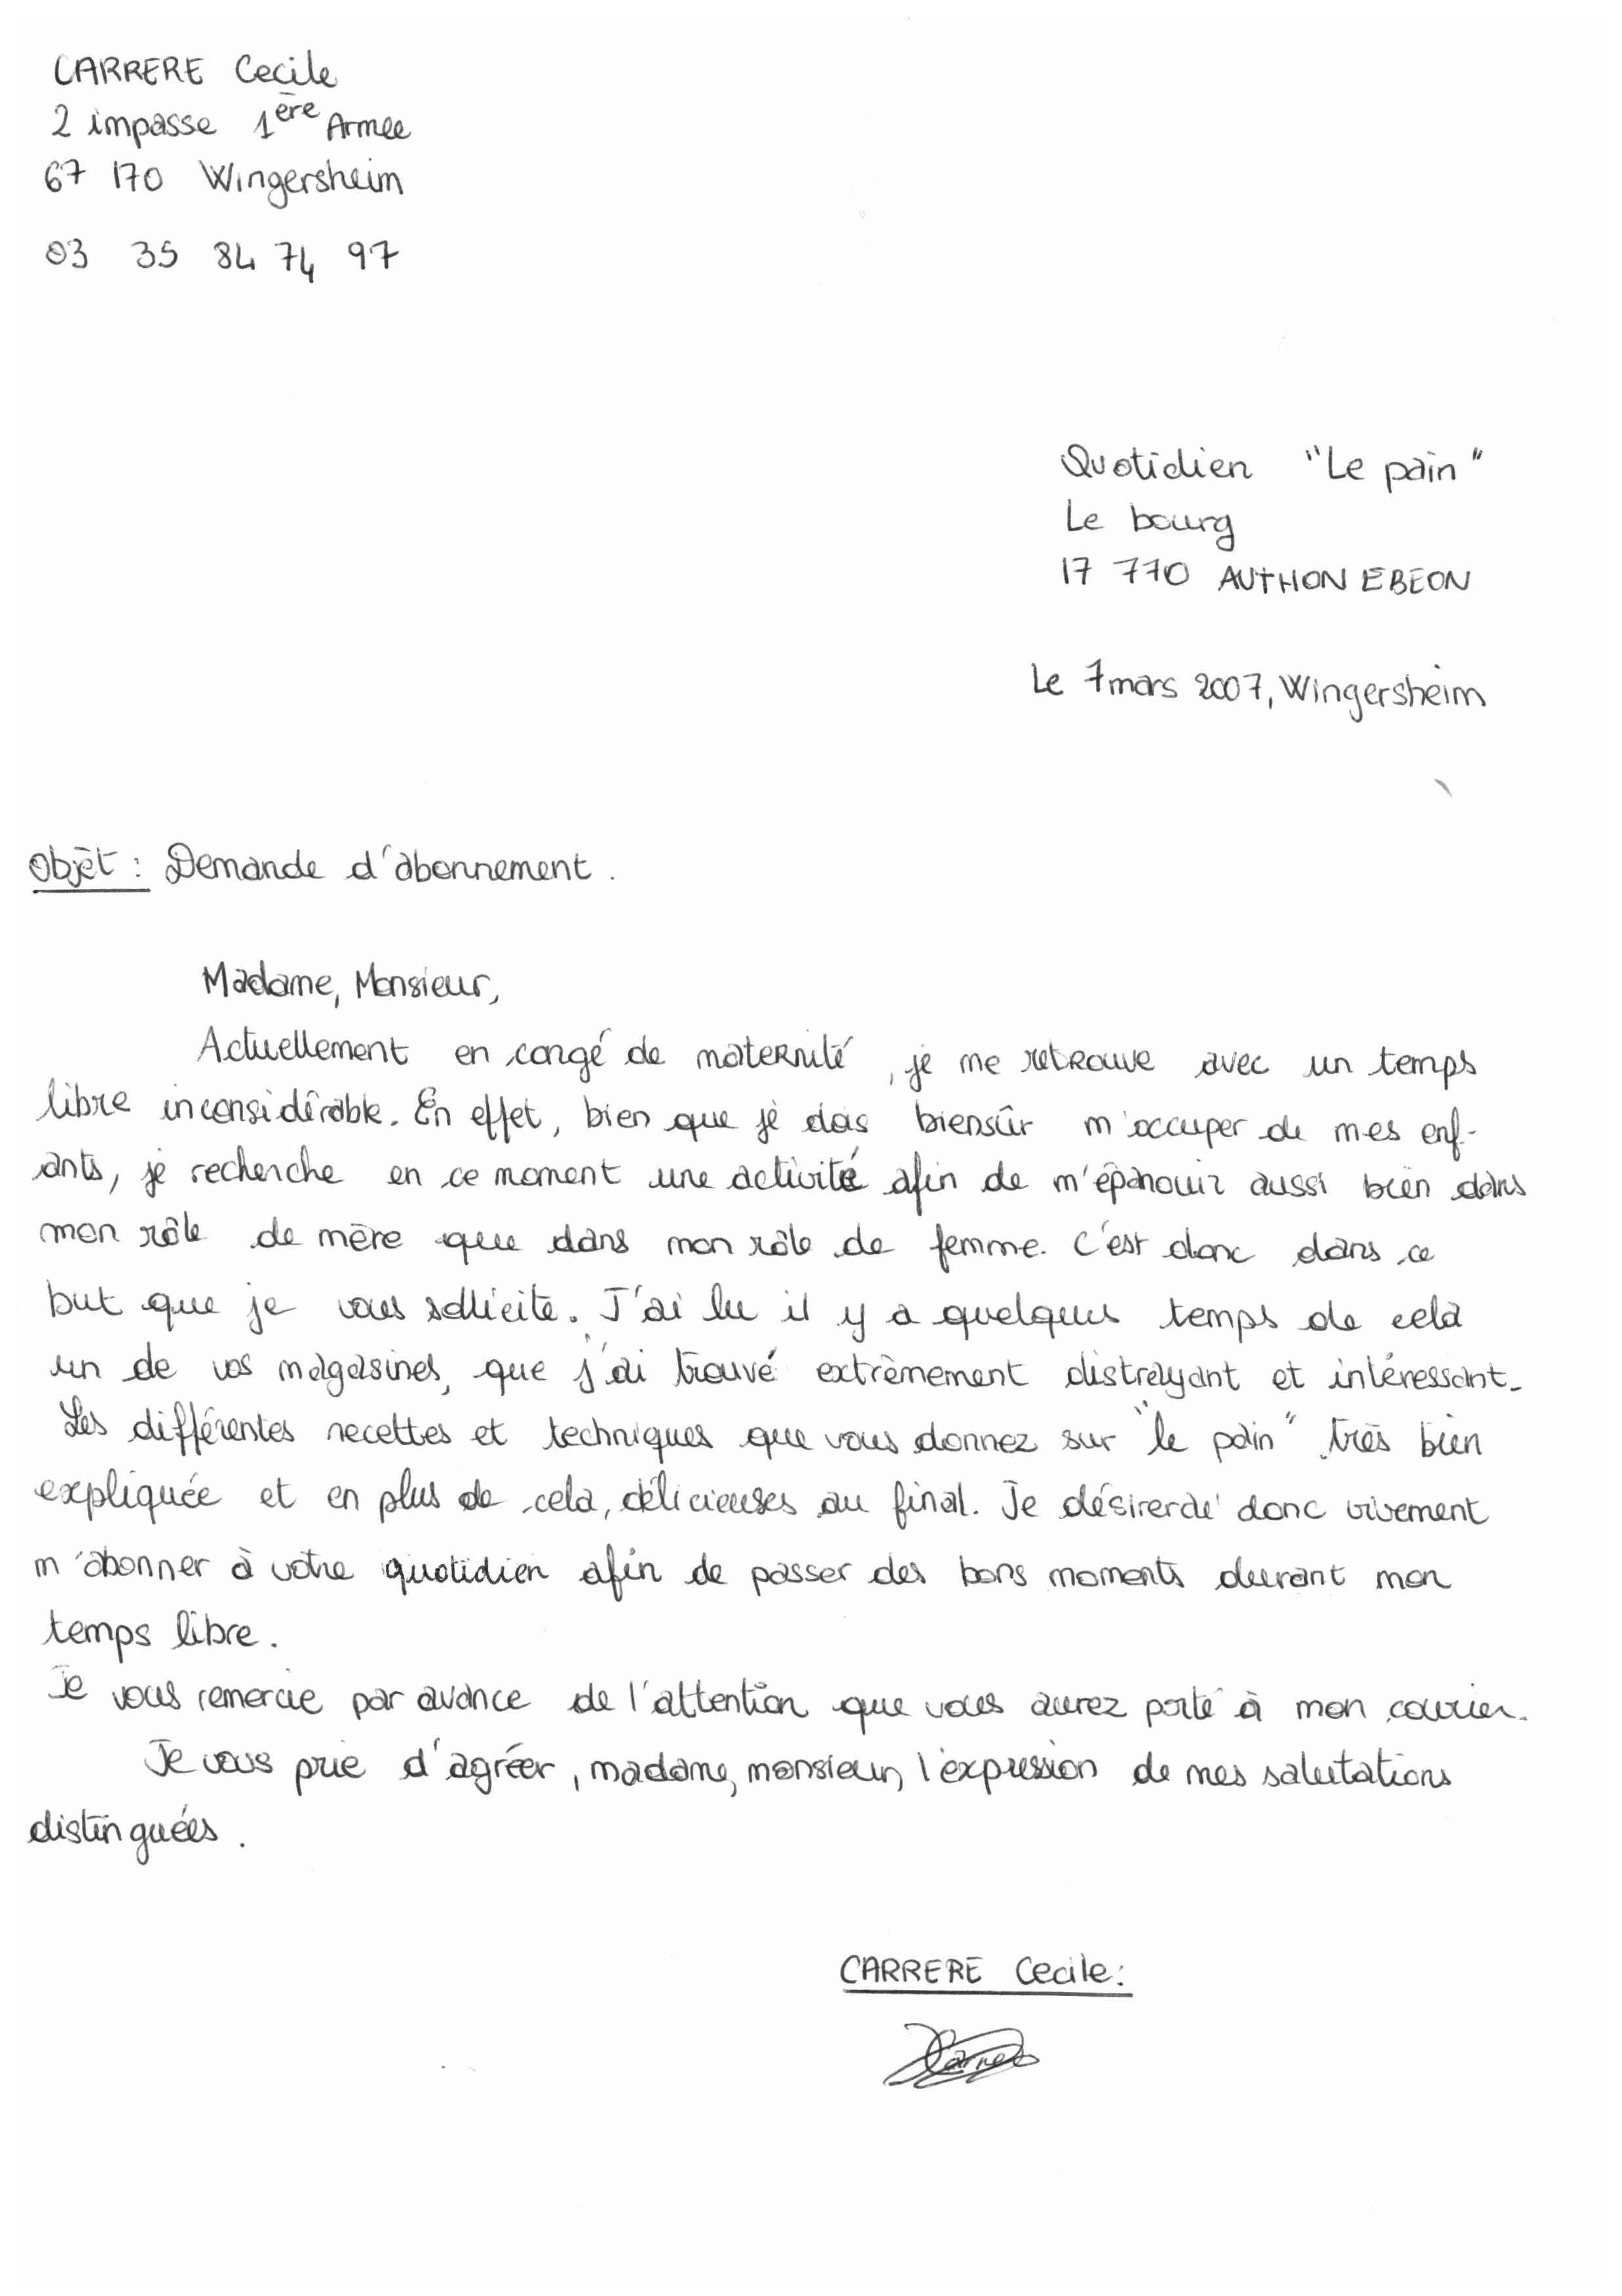 CARRERE Cecile
2 impasse 1ère Armee
67 170 Wingersheim
03 35 84 74 97
Quotidien "Le pain"
Le bourg
17 770 AUTHON EBEON
Le 7 mars 2007, Wingersheim
Objet : Demande d'abonnement.
Madame, Monsieur,
Actuellement en congé de maternité, je me retrouve avec un temps
libre inconsidérable. En effet, bien que je dois biensûr m'occuper de mes enf-
ants, je recherche en ce moment une activité afin de m'épanouir aussi bien dans
mon rôle de mère que dans mon rôle de femme. C'est donc dans ce
but que je vous sollicite. J'ai lu il y a quelques temps de cela
un de vos magasines, que j'ai trouvé extrèmement distrayant et intéressant.
Les différentes recettes et techniques que vous donnez sur "le pain" très bien
expliquée et en plus de cela, délicieuses au final. Je désirerai donc vivement
m'abonner à votre quotidien afin de passer des bons moments durant mon
temps libre.
Je vous remercie par avance de l'attention que vous aurez porté à mon courrier.
Je vous prie d'agréer, madame, monsieur, l'expression de mes salutations
distinguées.
CARRERE Cecile :